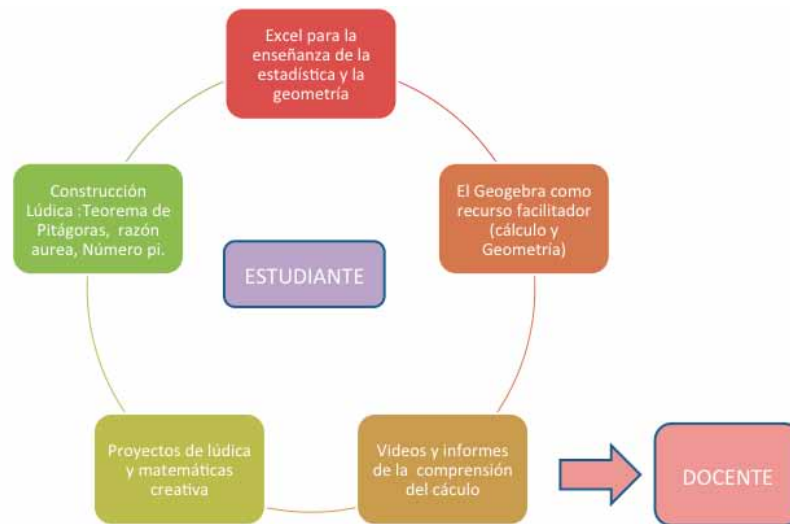 Excel para la
enseñanza de la
estadística y la
geometría
El Geogebra como
recurso facilitador
(cálculo y
Geometría)
Videos y informes
de la comprensión
del cáculo
Proyectos de lúdica
y matemáticas
creativa
Construcción
Lúdica :Teorema de
Pitágoras, razón
aurea, Número pi.
ESTUDIANTE
DOCENTE